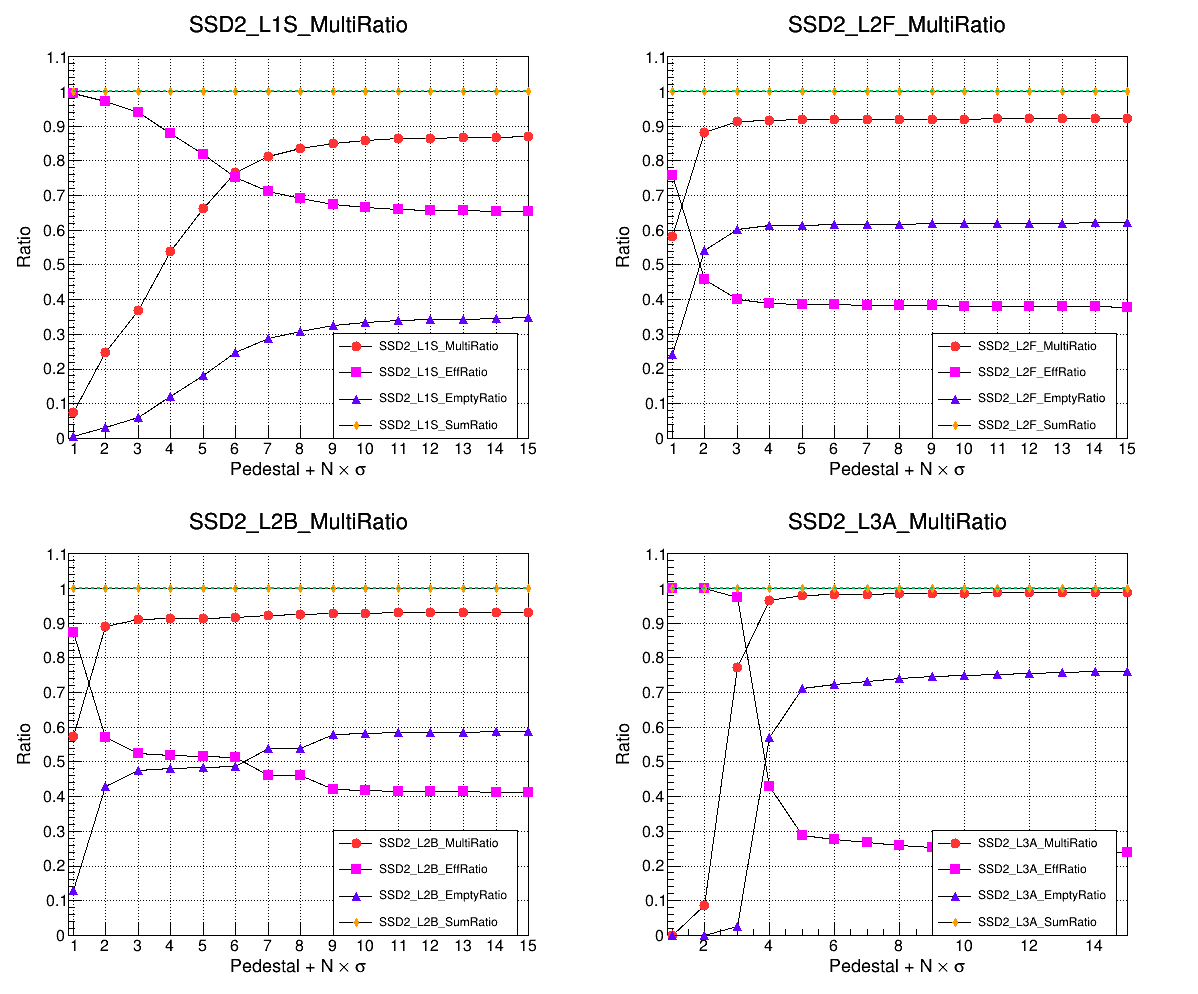 SSD2_L1S_MultiRatio
Ratio
1.1
1
0.9
0.8
0.7
0.6
0.5
0.4
0.3
0.2
0.1
0
SSD2_L1S_MultiRatio
SSD2_L1S_EffRatio
SSD2_L1S_EmptyRatio
SSD2_L1S_SumRatio
1 2 3 4 5 6 7 8 9 10 11 12 13 14 15
Pedestal + N × σ
SSD2_L2F_MultiRatio
Ratio
1.1
1
0.9
0.8
0.7
0.6
0.5
0.4
0.3
0.2
0.1
0
SSD2_L2F_MultiRatio
SSD2_L2F_EffRatio
SSD2_L2F_EmptyRatio
SSD2_L2F_SumRatio
1 2 3 4 5 6 7 8 9 10 11 12 13 14 15
Pedestal + N × σ
SSD2_L2B_MultiRatio
Ratio
1.1
1
0.9
0.8
0.7
0.6
0.5
0.4
0.3
0.2
0.1
0
SSD2_L2B_MultiRatio
SSD2_L2B_EffRatio
SSD2_L2B_EmptyRatio
SSD2_L2B_SumRatio
1 2 3 4 5 6 7 8 9 10 11 12 13 14 15
Pedestal + N × σ
SSD2_L3A_MultiRatio
Ratio
1.1
1
0.9
0.8
0.7
0.6
0.5
0.4
0.3
0.2
0.1
0
SSD2_L3A_MultiRatio
SSD2_L3A_EffRatio
SSD2_L3A_EmptyRatio
SSD2_L3A_SumRatio
2 4 6 8 10 12 14
Pedestal + N × σ